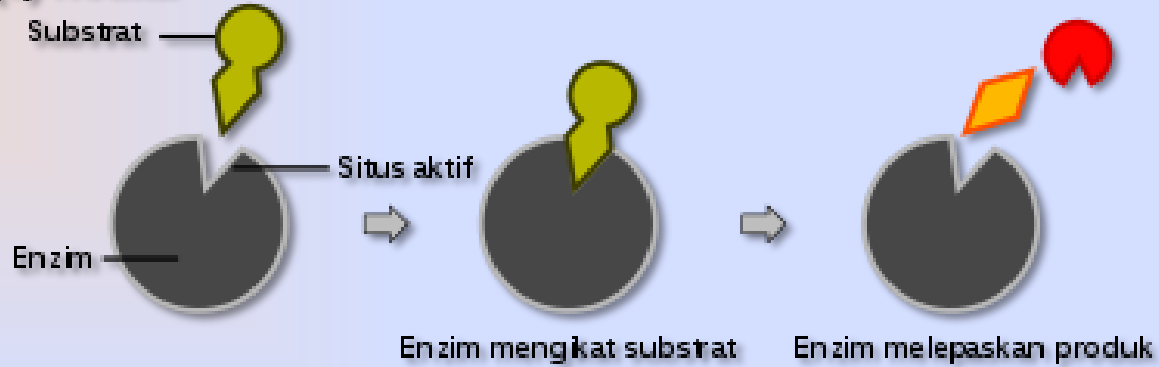 Substrat
Situs aktif
Enzim
Enzim mengikat substrat
Enzim melepaskan produk